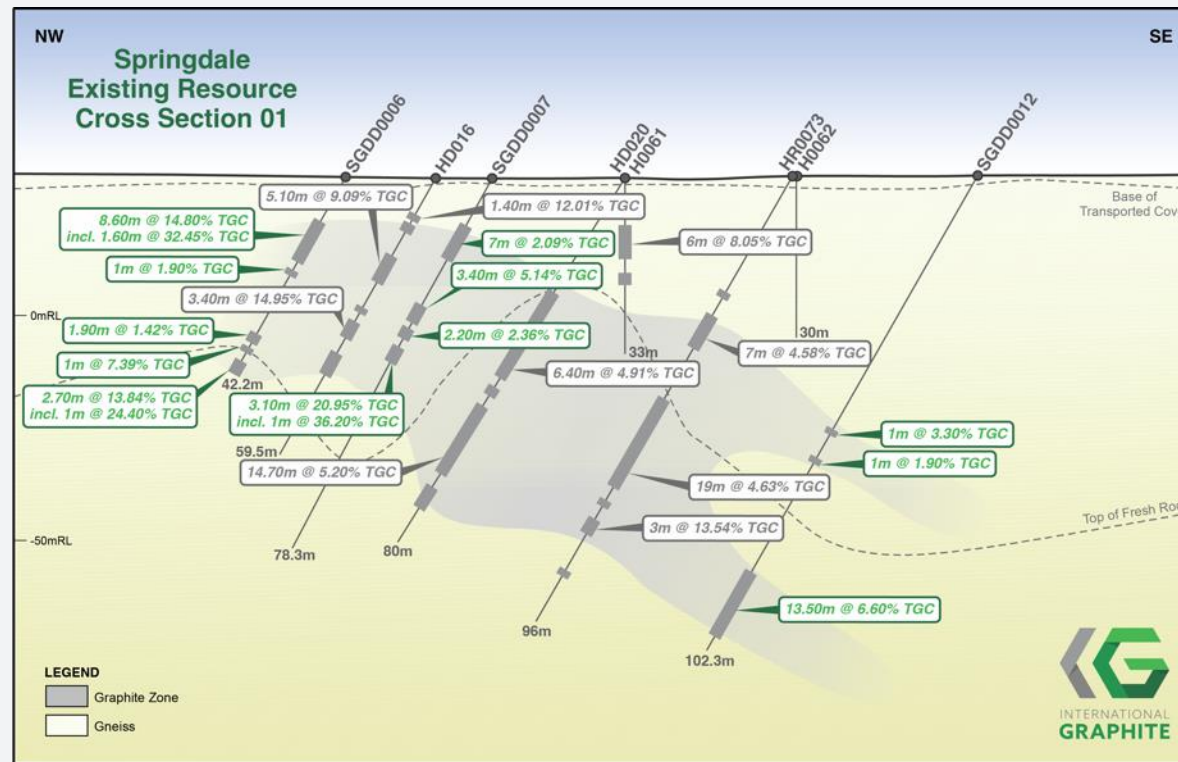 NW
SE
Springdale
Existing Resource
Cross Section 01
SGDD0006
HD016
SGDD0007
HD020
H0061
HR0073
H0062
SGDD0012
5.10m @ 9.09% TGC
1.40m @ 12.01% TGC
Base of
Transported
8.60m @ 14.80% TGC
incl. 1.60m @ 32.45% TGC
7m @ 2.09% TGC
6m @ 8.05% TGC
1m @ 1.90% TGC
3.40m @ 5.14% TGC
3.40m @ 14.95% TGC
0mRL
1.90m @ 1.42% TGC
2.20m @ 2.36% TGC
30m
33m
7m @ 4.58% TGC
1m @ 7.39% TGC
6.40m @ 4.91% TGC
42.2m
2.70m @ 13.84% TGC
incl. 1m @ 24.40% TGC
3.10m @ 20.95% TGC
incl. 1m @ 36.20% TGC
1m @ 3.30% TGC
59.5m
1m @ 1.90% TGC
14.70m @ 5.20% TGC
19m @ 4.63% TGC
Top of Fresh
3m @ 13.54% TGC
-50mRL
78.3m
80m
13.50m @ 6.60% TGC
96m
102.3m
LEGEND
Graphite Zone
Gneiss
INTERNATIONAL
GRAPHITE